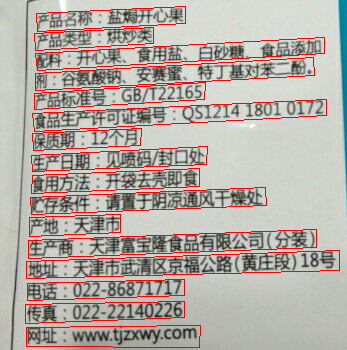 产品名称：盐焗开心果
产品类型：烘炒类
配料：开心果、食用盐、白砂糖、食品添加
剂：谷氨酸钠、安赛蜜、特丁基对苯二酚。
产品标准号：GB/T22165
食品生产许可证编号：QS1214 1801 0172
保质期：12个月
生产日期：见喷码/封口处
食用方法：开袋去壳即食
贮存条件：请置于阴凉通风干燥处
产地：天津市
生产商：天津富宝隆食品有限公司(分装)
地址：天津市武清区京福公路(黄庄段)18号
电话：022-86871717
传真：022-22140226
网址：www.tjzxwy.com